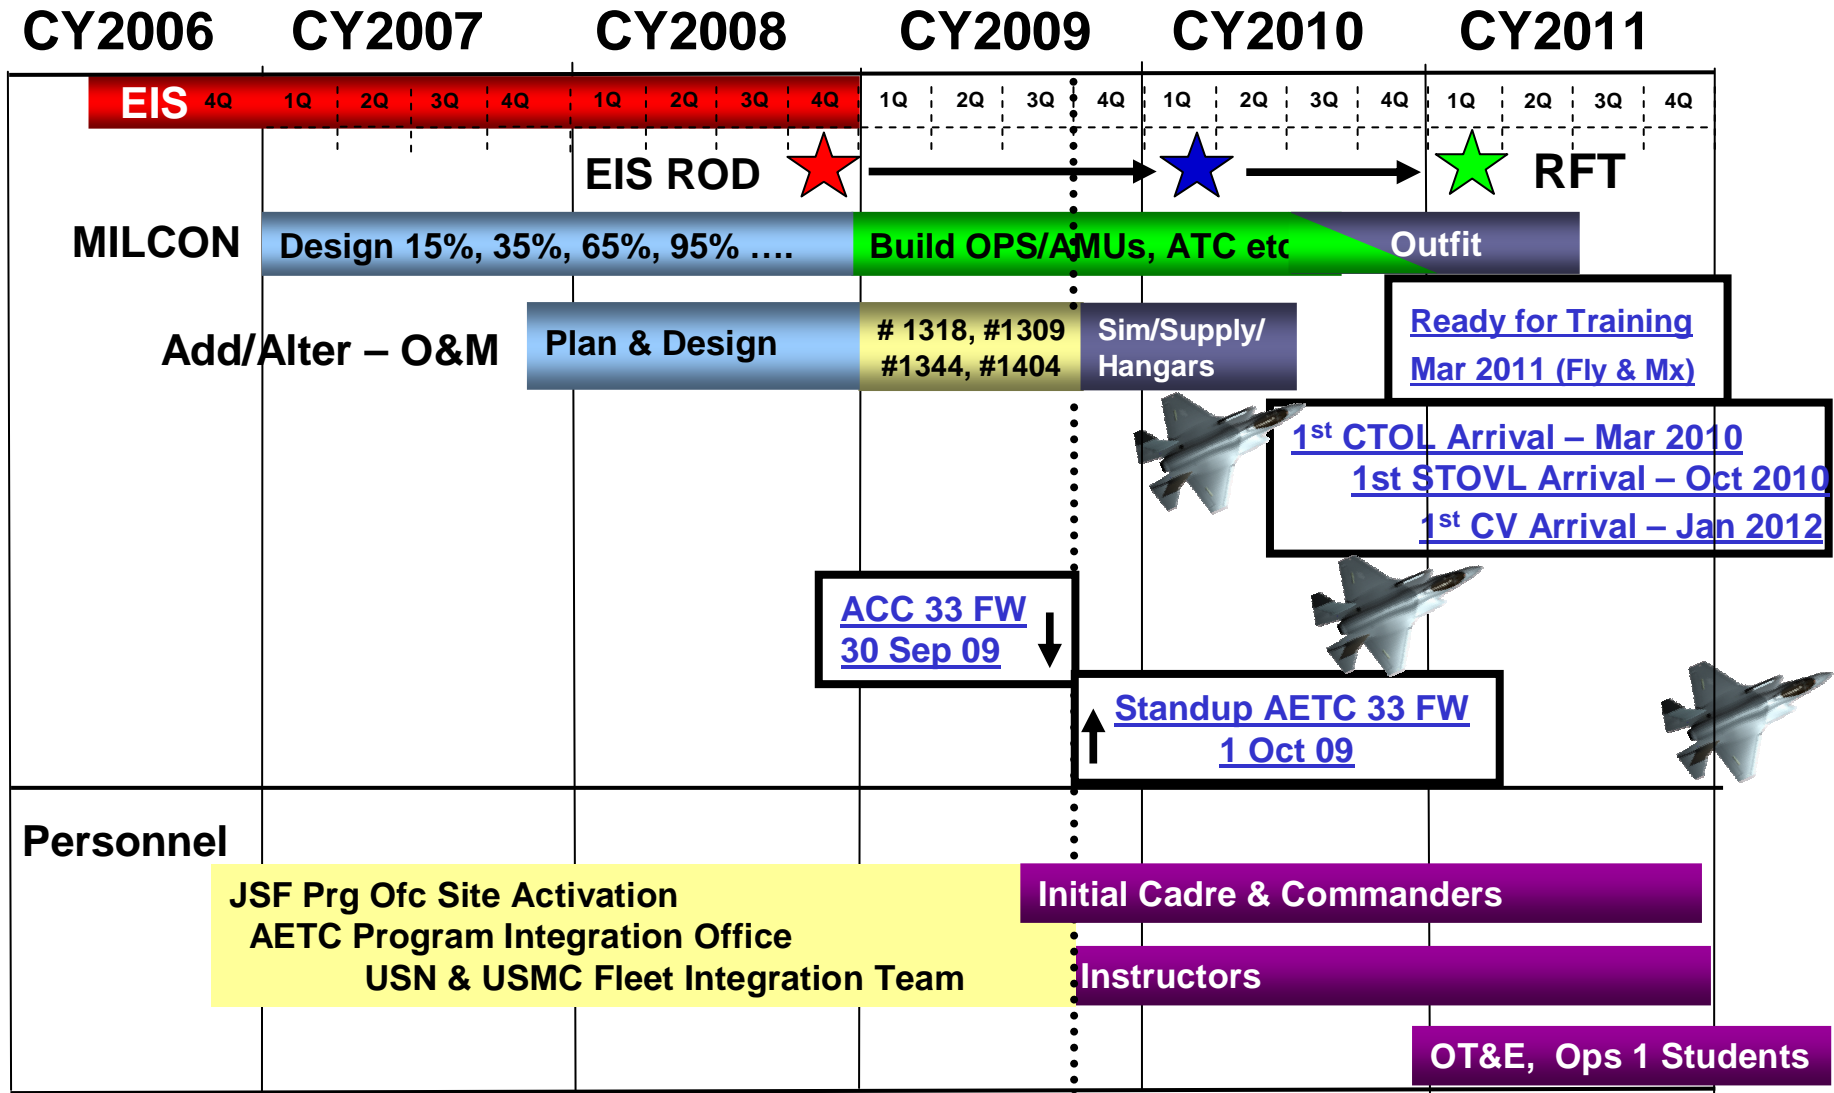 CY2006 CY2007 CY2008 CY2009 CY2010 CY2011
EIS 4Q 1Q 2Q 3Q 4Q 1Q 2Q 3Q 4Q 1Q 2Q 3Q 4Q 1Q 2Q 3Q 4Q 1Q 2Q 3Q 4Q
EIS ROD RFT
MILCON Design 15%, 35%, 65%, 95% .... Build OPS/AMUs, ATC etc Outfit
Add/Alter – O&M Plan & Design
# 1318, #1309
#1344, #1404
Sim/Supply/
Hangars
Ready for Training
Mar 2011 (Fly & Mx)
1st CTOL Arrival – Mar 2010
1st STOVL Arrival – Oct 2010
1st CV Arrival – Jan 2012
ACC 33 FW
30 Sep 09
Standup AETC 33 FW
1 Oct 09
Personnel
JSF Prg Ofc Site Activation
AETC Program Integration Office
USN & USMC Fleet Integration Team
Initial Cadre & Commanders
Instructors
OT&E, Ops 1 Students